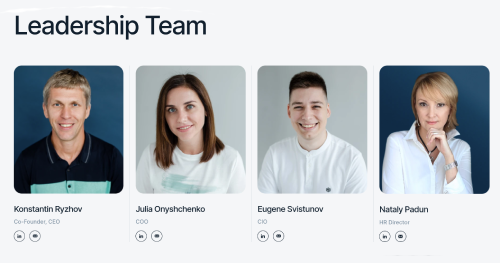 Leadership Team
Konstantin Ryzhov
Co-Founder, CEO
Julia Onyshchenko
COO
Eugene Svistunov
CIO
Nataly Padun
HR Director